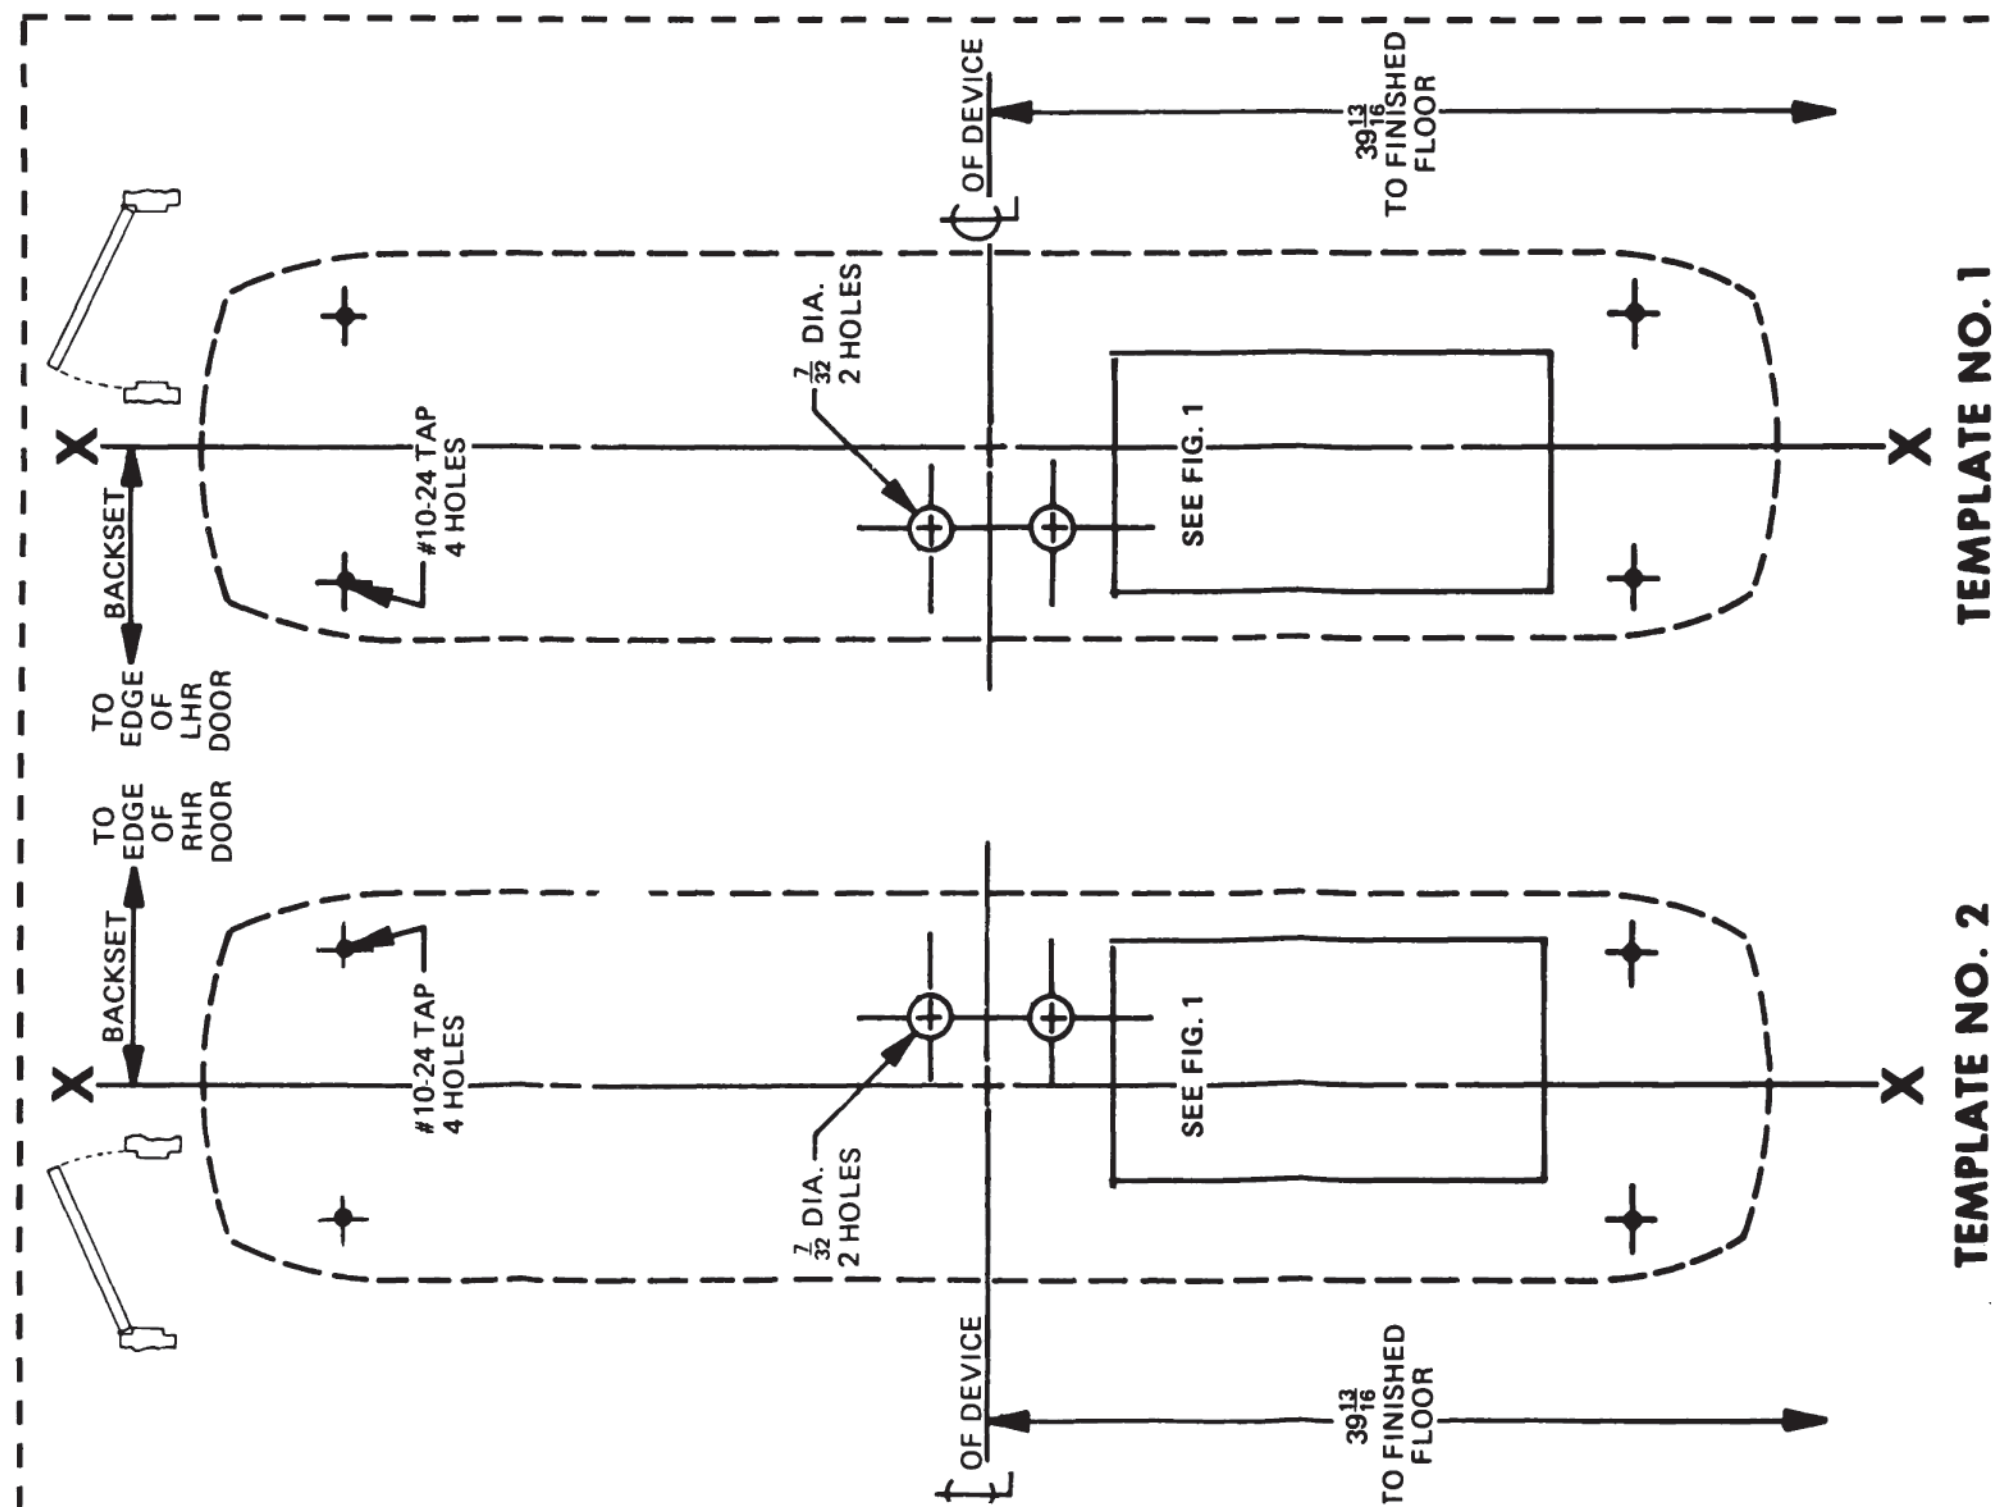 BACKSET
TO
EDGE
OF
LHR
DOOR
#10-24 TAP
4 HOLES
7/32 DIA.
2 HOLES
OF DEVICE
SEE FIG. 1
39 13/16
TO FINISHED
FLOOR
X
X
TEMPLATE NO. 1
BACKSET
TO
EDGE
OF
RHR
DOOR
#10-24 TAP
4 HOLES
7/32 DIA.
2 HOLES
OF DEVICE
SEE FIG. 1
39 13/16
TO FINISHED
FLOOR
X
X
TEMPLATE NO. 2